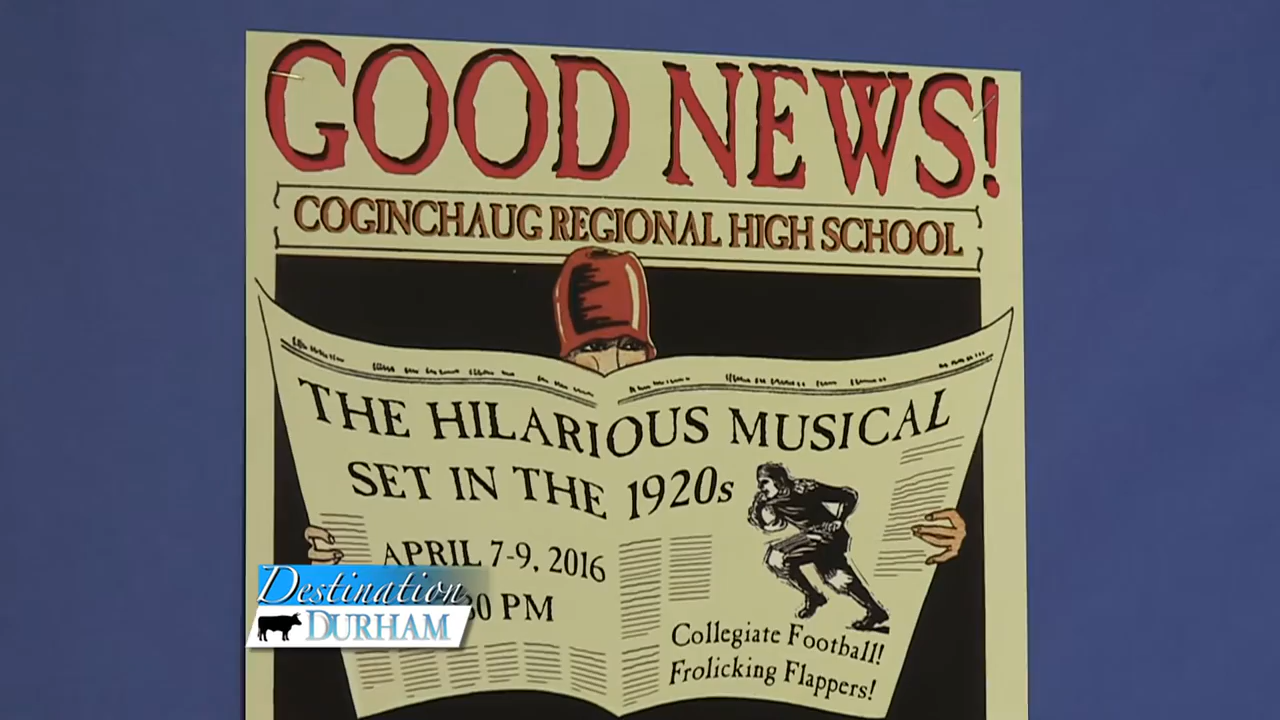 GOOD NEWS!
COGINCHAUG REGIONAL HIGH SCHOOL
THE HILARIOUS MUSICAL
SET IN THE 1920s
APRIL 7-9, 2016
30 PM
Collegiate Football!
Frolicking Flappers!
Destination
DURHAM